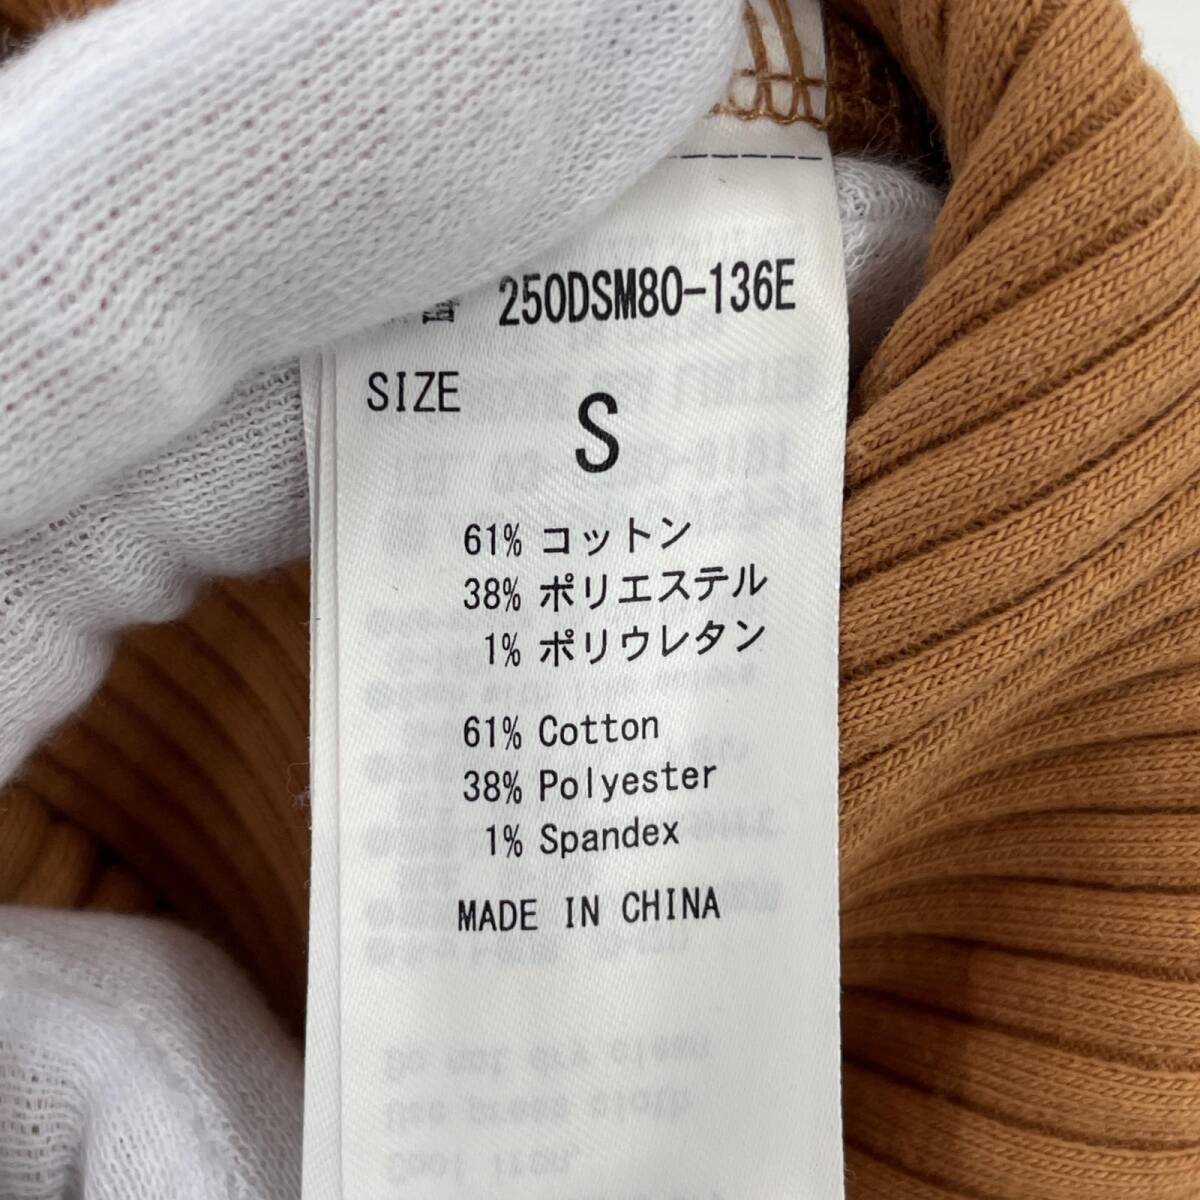 250DSM80-136E
SIZE
S
61% コットン
38% ポリエステル
1% ポリウレタン
61% Cotton
38% Polyester
1% Spandex
MADE IN CHINA